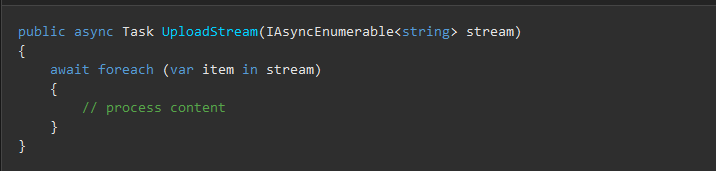 public async Task UploadStream(IAsyncEnumerable<string> stream)
{
    await foreach (var item in stream)
    {
        // process content
    }
}